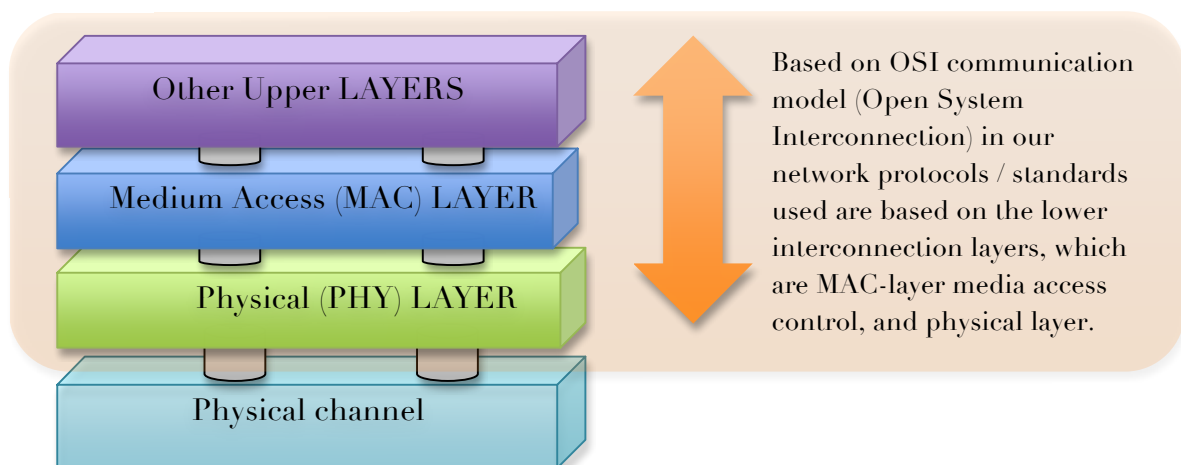 Other Upper LAYERS
Medium Access (MAC) LAYER
Physical (PHY) LAYER
Physical channel
Based on OSI communication
model (Open System
Interconnection) in our
network protocols / standards
used are based on the lower
interconnection layers, which
are MAC-layer media access
control, and physical layer.